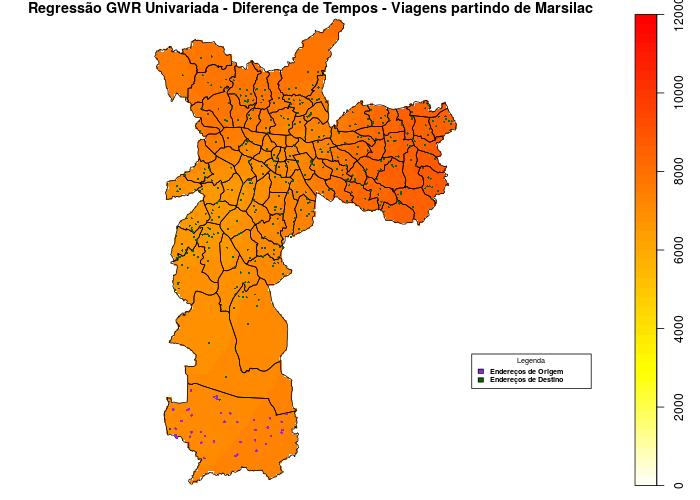 Regressão GWR Univariada - Diferença de Tempos - Viagens partindo de Marsilac
12000
10000
8000
6000
4000
2000
0
Legenda
Endereços de Origem
Endereços de Destino